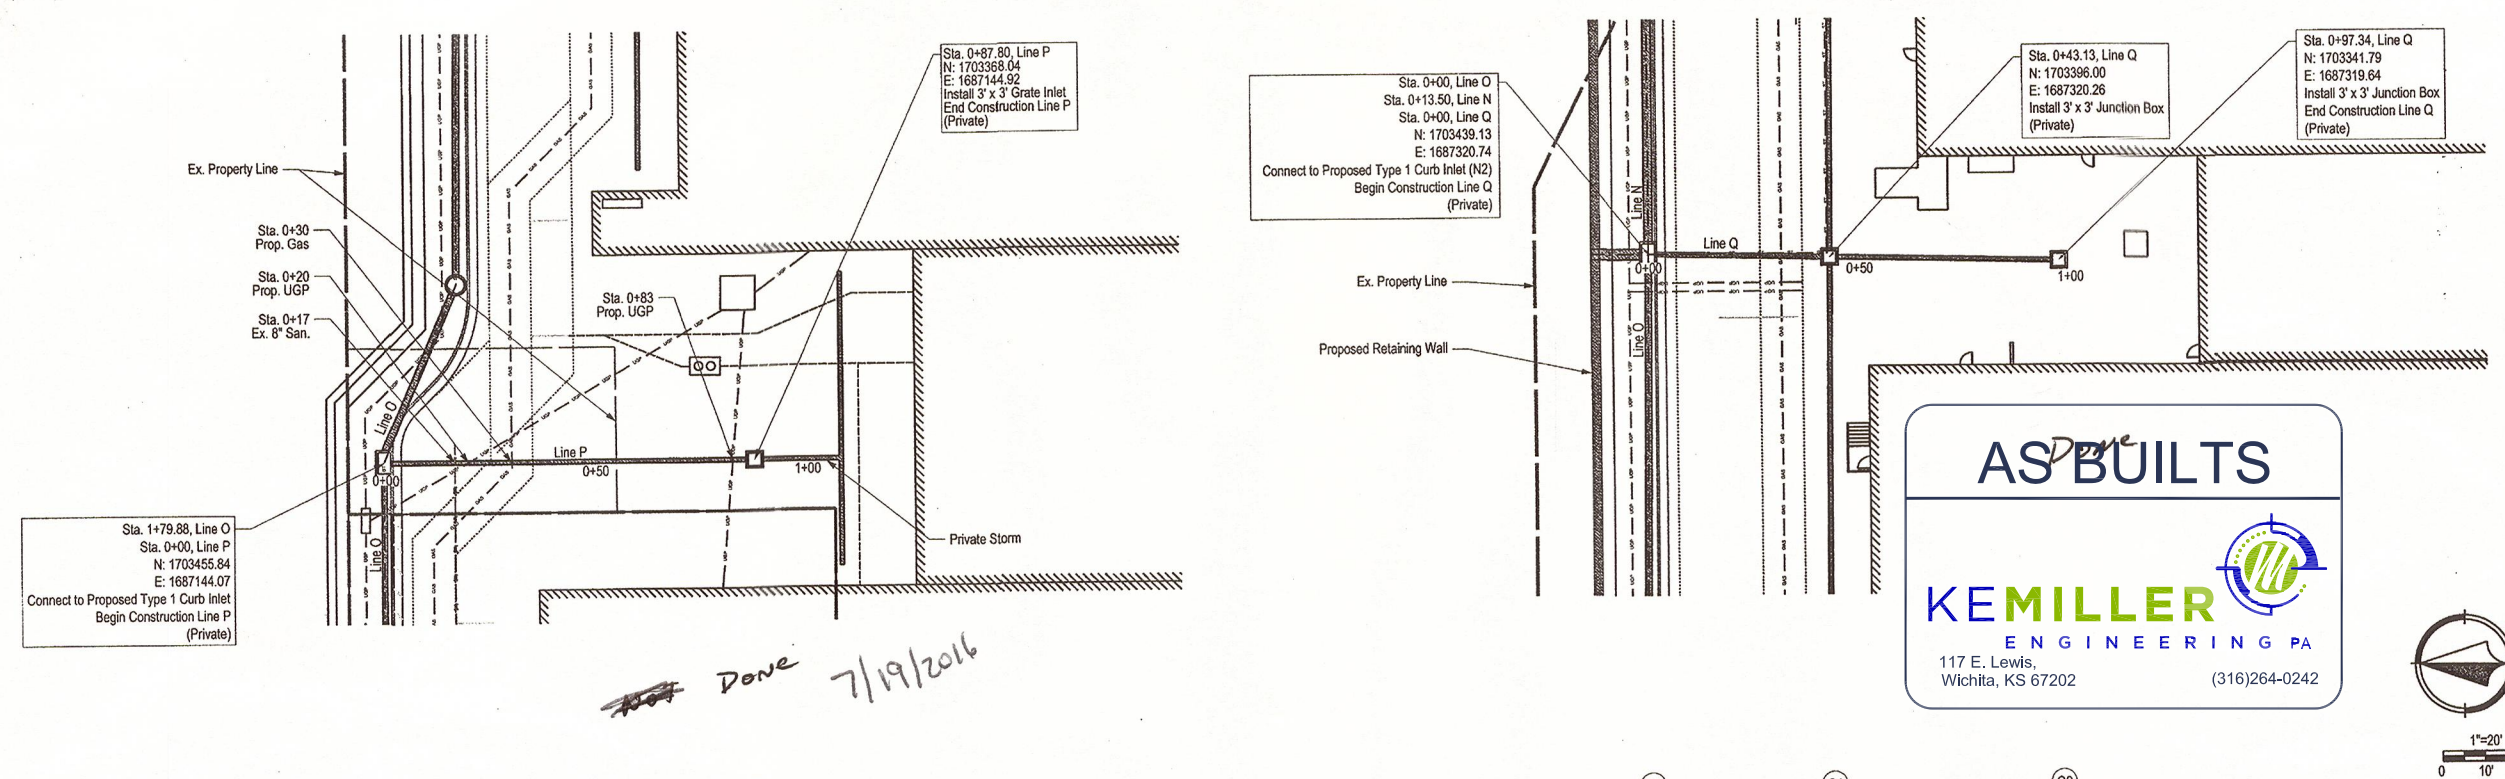 Sta. 0+87.80, Line P
N: 1703368.04
E: 1687144.92
Install 3' x 3' Grate Inlet
End Construction Line P
(Private)
Ex. Property Line
Sta. 0+30
Prop. Gas
Sta. 0+20
Prop. UGP
Sta. 0+17
Ex. 8" San.
Sta. 0+83
Prop. UGP
Line O
Line P
0+00
0+50
1+00
Line O
Private Storm
Sta. 1+79.88, Line O
Sta. 0+00, Line P
N: 1703455.84
E: 1687144.07
Connect to Proposed Type 1 Curb Inlet
Begin Construction Line P
(Private)
Not Done 7/19/2016
Sta. 0+00, Line O
Sta. 0+13.50, Line N
Sta. 0+00, Line Q
N: 1703439.13
E: 1687320.74
Connect to Proposed Type 1 Curb Inlet (N2)
Begin Construction Line Q
(Private)
Sta. 0+43.13, Line Q
N: 1703396.00
E: 1687320.26
Install 3' x 3' Junction Box
(Private)
Sta. 0+97.34, Line Q
N: 1703341.79
E: 1687319.64
Install 3' x 3' Junction Box
End Construction Line Q
(Private)
Line N
Line Q
0+00
0+50
1+00
Line O
Ex. Property Line
Proposed Retaining Wall
Done
AS BUILTS
KEMILLER
ENGINEERING PA
117 E. Lewis,
Wichita, KS 67202
(316)264-0242
1"=20'
0 10'